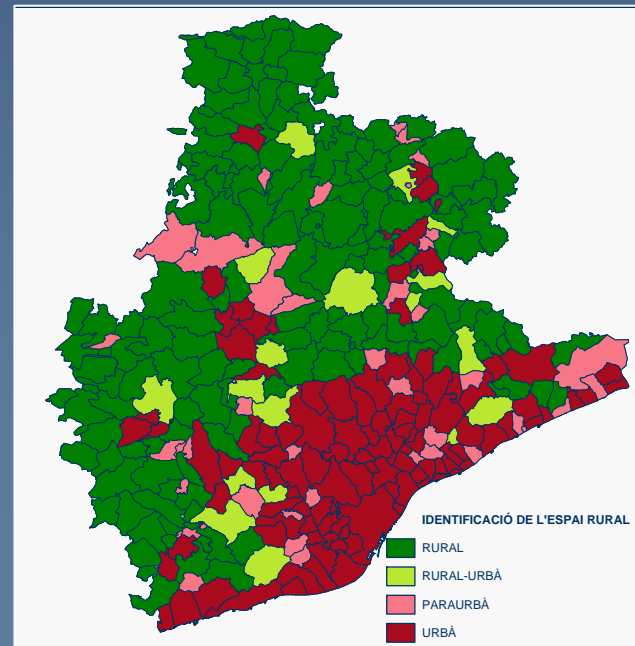 IDENTIFICACIÓ DE L'ESPAI RURAL
RURAL
RURAL-URBÀ
PARAURBÀ
URBÀ